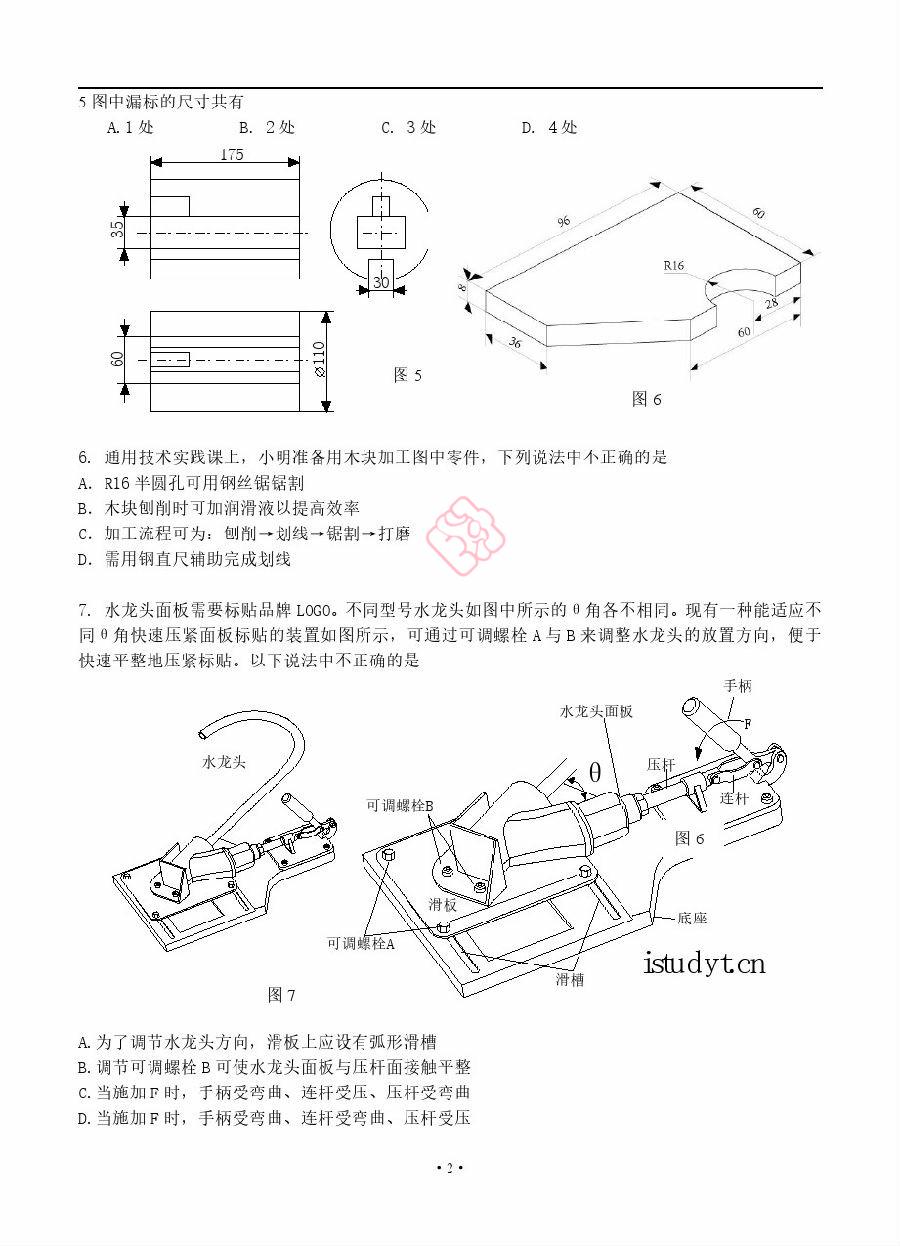 5 图中漏标的尺寸共有
A.1 处 B. 2 处 C. 3 处 D. 4 处
175
35
30
60
⌀110
图 5
96
60
R16
8
28
36
60
图 6
6. 通用技术实践课上，小明准备用木块加工图中零件，下列说法中不正确的是
A. R16 半圆孔可用钢丝锯锯割
B. 木块刨削时可加润滑液以提高效率
C. 加工流程可为：刨削→划线→锯割→打磨
D. 需用钢直尺辅助完成划线
7. 水龙头面板需要标贴品牌 LOGO。不同型号水龙头如图中所示的 θ 角各不相同。现有一种能适应不
同 θ 角快速压紧面板标贴的装置如图所示，可通过可调螺栓 A 与 B 来调整水龙头的放置方向，便于
快速平整地压紧标贴。以下说法中不正确的是
手柄
水龙头面板
F
水龙头
θ
压杆
连杆
可调螺栓B
图 6
滑板
底座
可调螺栓A
istudyt.cn
滑槽
图 7
A.为了调节水龙头方向，滑板上应设有弧形滑槽
B.调节可调螺栓 B 可使水龙头面板与压杆面接触平整
C.当施加 F 时，手柄受弯曲、连杆受压、压杆受弯曲
D.当施加 F 时，手柄受弯曲、连杆受弯曲、压杆受压
·2·